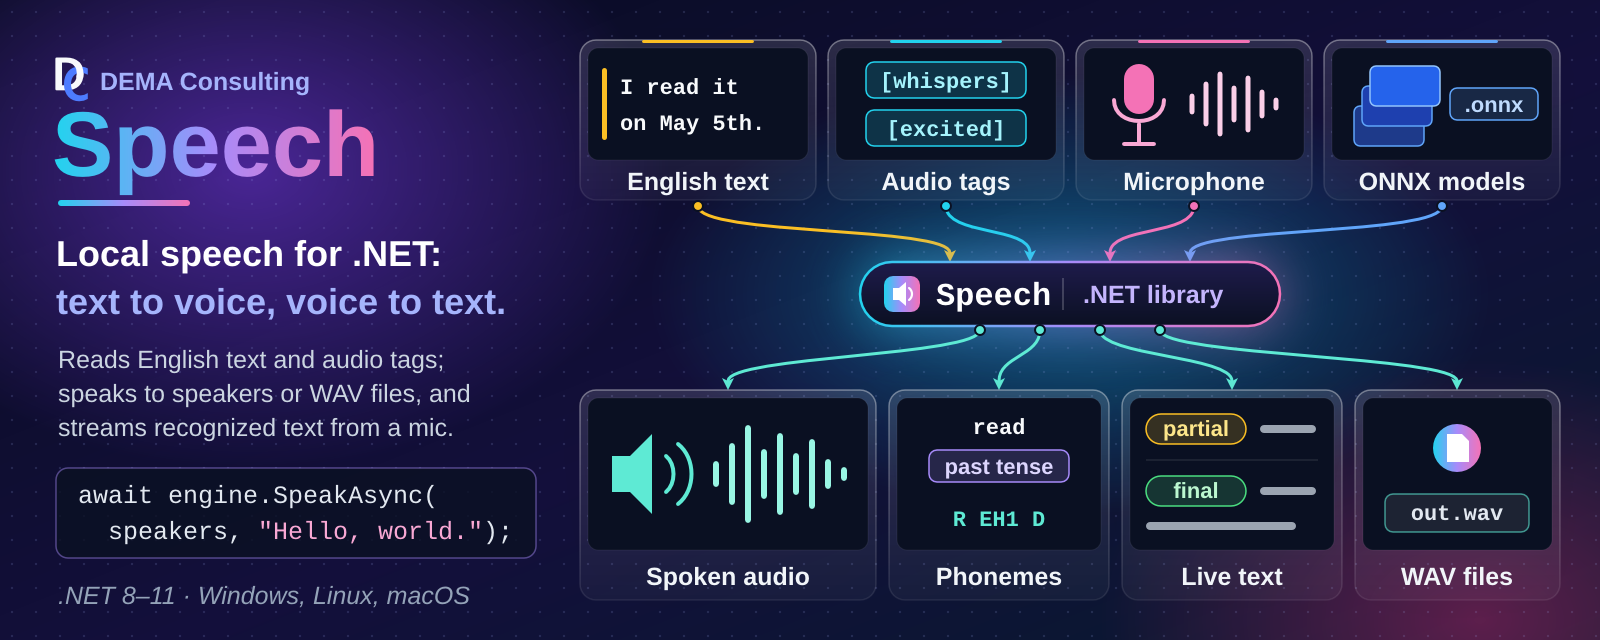 DC DEMA Consulting
Speech
Local speech for .NET:
text to voice, voice to text.
Reads English text and audio tags;
speaks to speakers or WAV files, and
streams recognized text from a mic.
await engine.SpeakAsync(
speakers, "Hello, world.");
.NET 8–11 · Windows, Linux, macOS
I read it
on May 5th.
English text
[whispers]
[excited]
Audio tags
Microphone
.onnx
ONNX models
Speech .NET library
Spoken audio
read
past tense
R EH1 D
Phonemes
partial
final
Live text
out.wav
WAV files